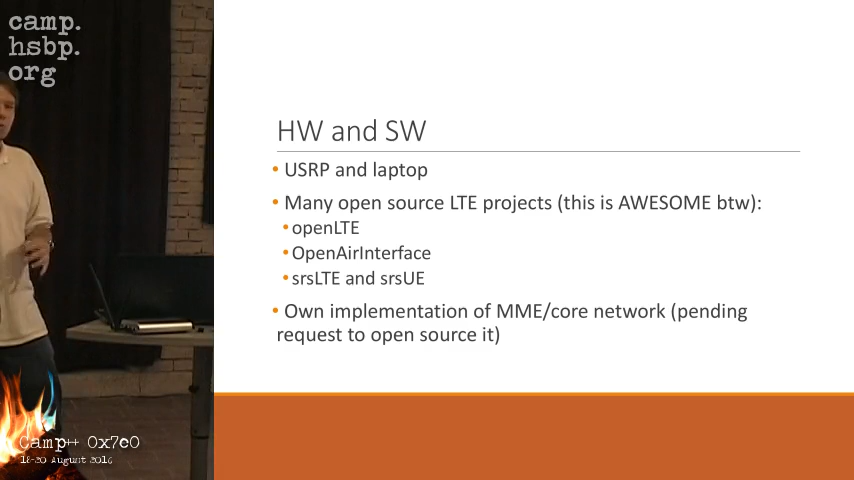 camp.
hsbp.
org
HW and SW
• USRP and laptop
• Many open source LTE projects (this is AWESOME btw):
• openLTE
• OpenAirInterface
• srsLTE and srsUE
• Own implementation of MME/core network (pending
request to open source it)
Camp++ 0x7e0
18-20 August 2016